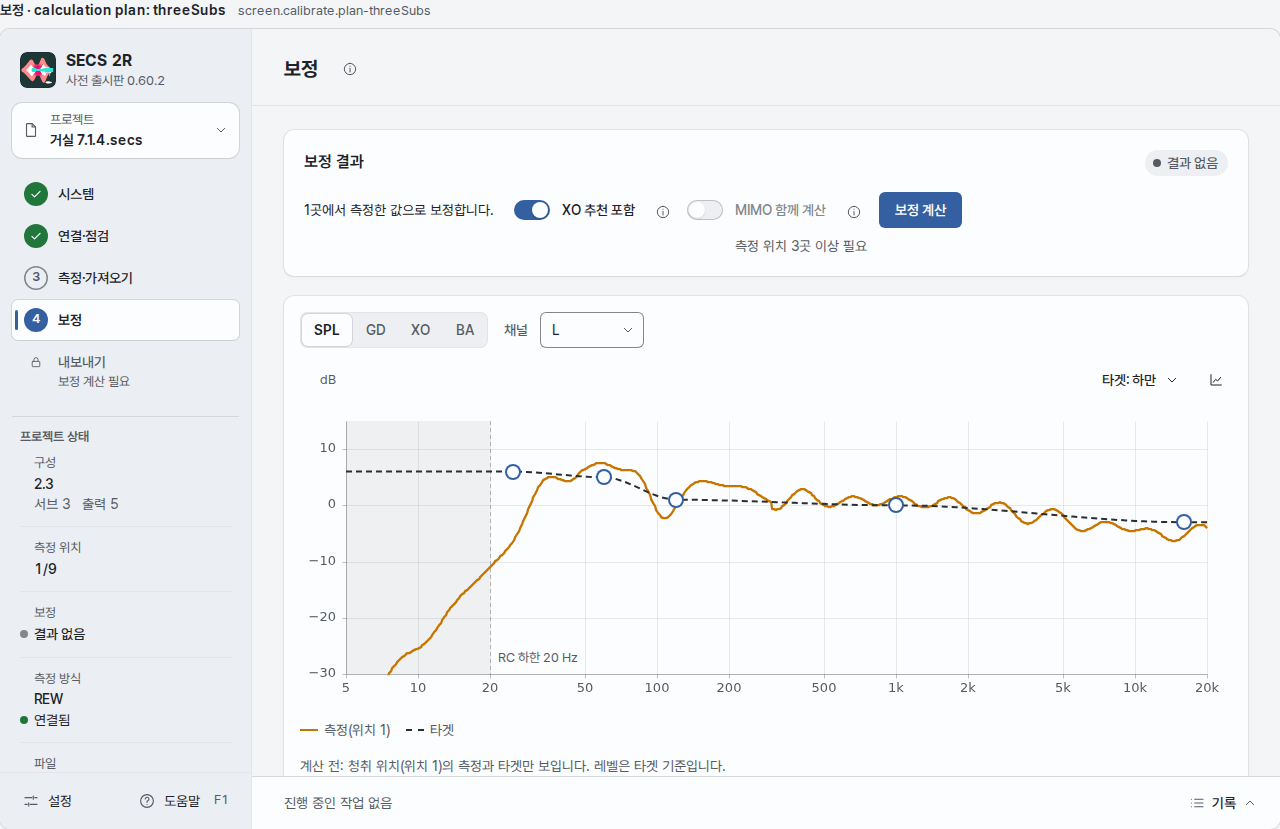 보정 · calculation plan: threeSubs screen.calibrate.plan-threeSubs
SECS 2R
사전 출시판 0.60.2
프로젝트
거실 7.1.4.secs
시스템
연결·점검
3 측정·가져오기
4 보정
내보내기
보정 계산 필요
프로젝트 상태
구성
2.3
서브 3 출력 5
측정 위치
1/9
보정
결과 없음
측정 방식
REW
연결됨
파일
설정 도움말 F1
보정
보정 결과
결과 없음
1곳에서 측정한 값으로 보정합니다. XO 추천 포함 MIMO 함께 계산 보정 계산
측정 위치 3곳 이상 필요
SPL GD XO BA 채널 L
dB 타겟: 하만
10
0
−10
−20
−30
RC 하한 20 Hz
5 10 20 50 100 200 500 1k 2k 5k 10k 20k
측정(위치 1) 타겟
계산 전: 청취 위치(위치 1)의 측정과 타겟만 보입니다. 레벨은 타겟 기준입니다.
진행 중인 작업 없음 기록